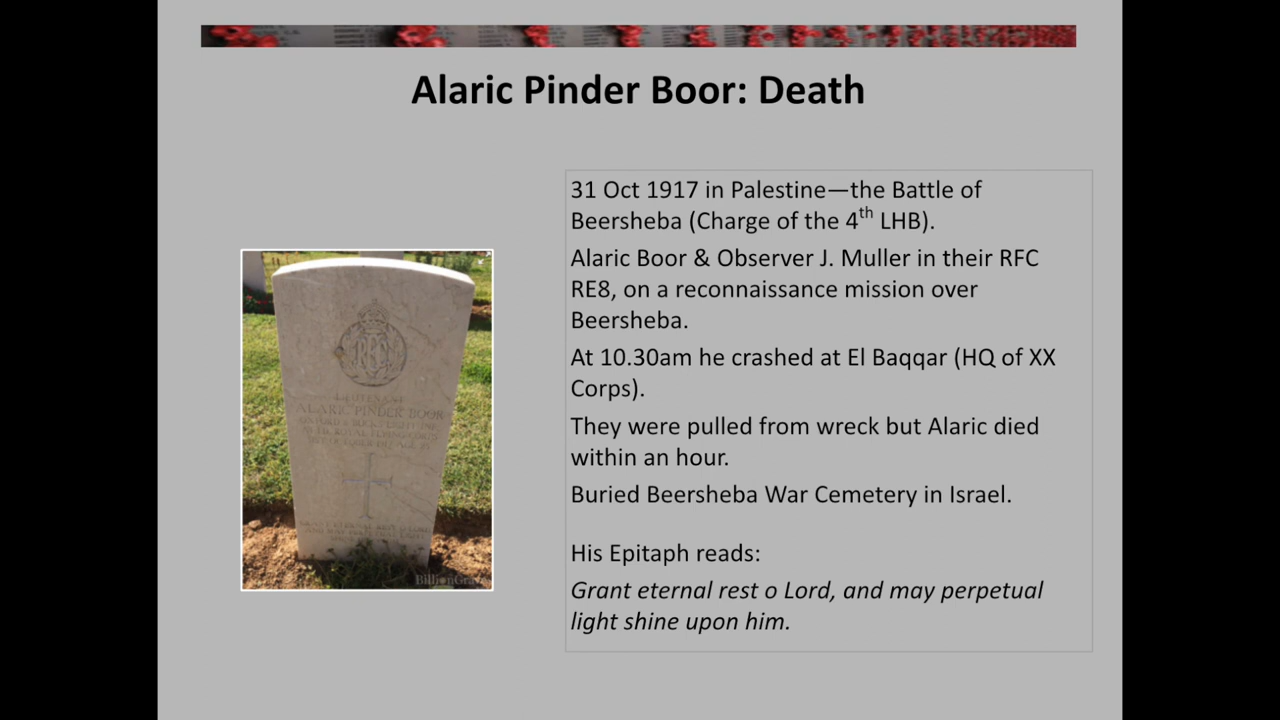 Alaric Pinder Boor: Death
31 Oct 1917 in Palestine—the Battle of
Beersheba (Charge of the 4th LHB).
Alaric Boor & Observer J. Muller in their RFC
RE8, on a reconnaissance mission over
Beersheba.
At 10.30am he crashed at El Baqqar (HQ of XX
Corps).
They were pulled from wreck but Alaric died
within an hour.
Buried Beersheba War Cemetery in Israel.
His Epitaph reads:
Grant eternal rest o Lord, and may perpetual
light shine upon him.
RFC
LIEUTENANT
ALARIC PINDER BOOR
ROYAL FLYING CORPS